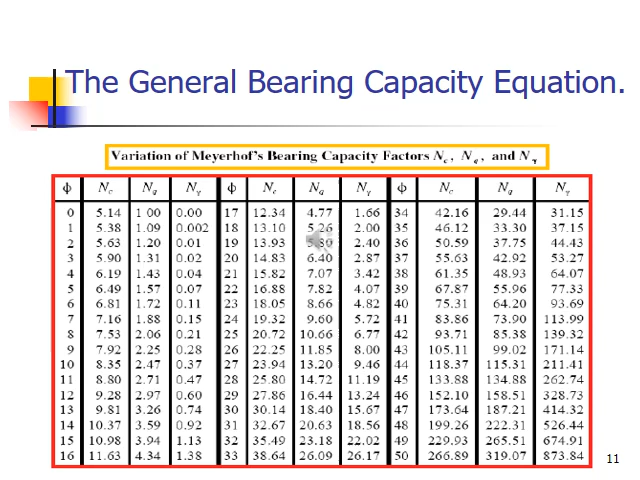 The General Bearing Capacity Equation.
Variation of Meyerhof's Bearing Capacity Factors Nc, Nq, and Nγ
ϕ Nc Nq Nγ ϕ Nc Nq Nγ ϕ Nc Nq Nγ
0 5.14 1 00 0.00 17 12.34 4.77 1.66 34 42.16 29.44 31.15
1 5.38 1.09 0.002 18 13.10 5.26 2.00 35 46.12 33.30 37.15
2 5.63 1.20 0.01 19 13.93 5.80 2.40 36 50.59 37.75 44.43
3 5.90 1.31 0.02 20 14.83 6.40 2.87 37 55.63 42.92 53.27
4 6.19 1.43 0.04 21 15.82 7.07 3.42 38 61.35 48.93 64.07
5 6.49 1.57 0.07 22 16.88 7.82 4.07 39 67.87 55.96 77.33
6 6.81 1.72 0.11 23 18.05 8.66 4.82 40 75.31 64.20 93.69
7 7.16 1.88 0.15 24 19.32 9.60 5.72 41 83.86 73.90 113.99
8 7.53 2.06 0.21 25 20.72 10.66 6.77 42 93.71 85.38 139.32
9 7.92 2.25 0.28 26 22.25 11.85 8.00 43 105.11 99.02 171.14
10 8.35 2.47 0.37 27 23.94 13.20 9.46 44 118.37 115.31 211.41
11 8.80 2.71 0.47 28 25.80 14.72 11.19 45 133.88 134.88 262.74
12 9.28 2.97 0.60 29 27.86 16.44 13.24 46 152.10 158.51 328.73
13 9.81 3.26 0.74 30 30.14 18.40 15.67 47 173.64 187.21 414.32
14 10.37 3.59 0.92 31 32.67 20.63 18.56 48 199.26 222.31 526.44
15 10.98 3.94 1.13 32 35.49 23.18 22.02 49 229.93 265.51 674.91
16 11.63 4.34 1.38 33 38.64 26.09 26.17 50 266.89 319.07 873.84
11